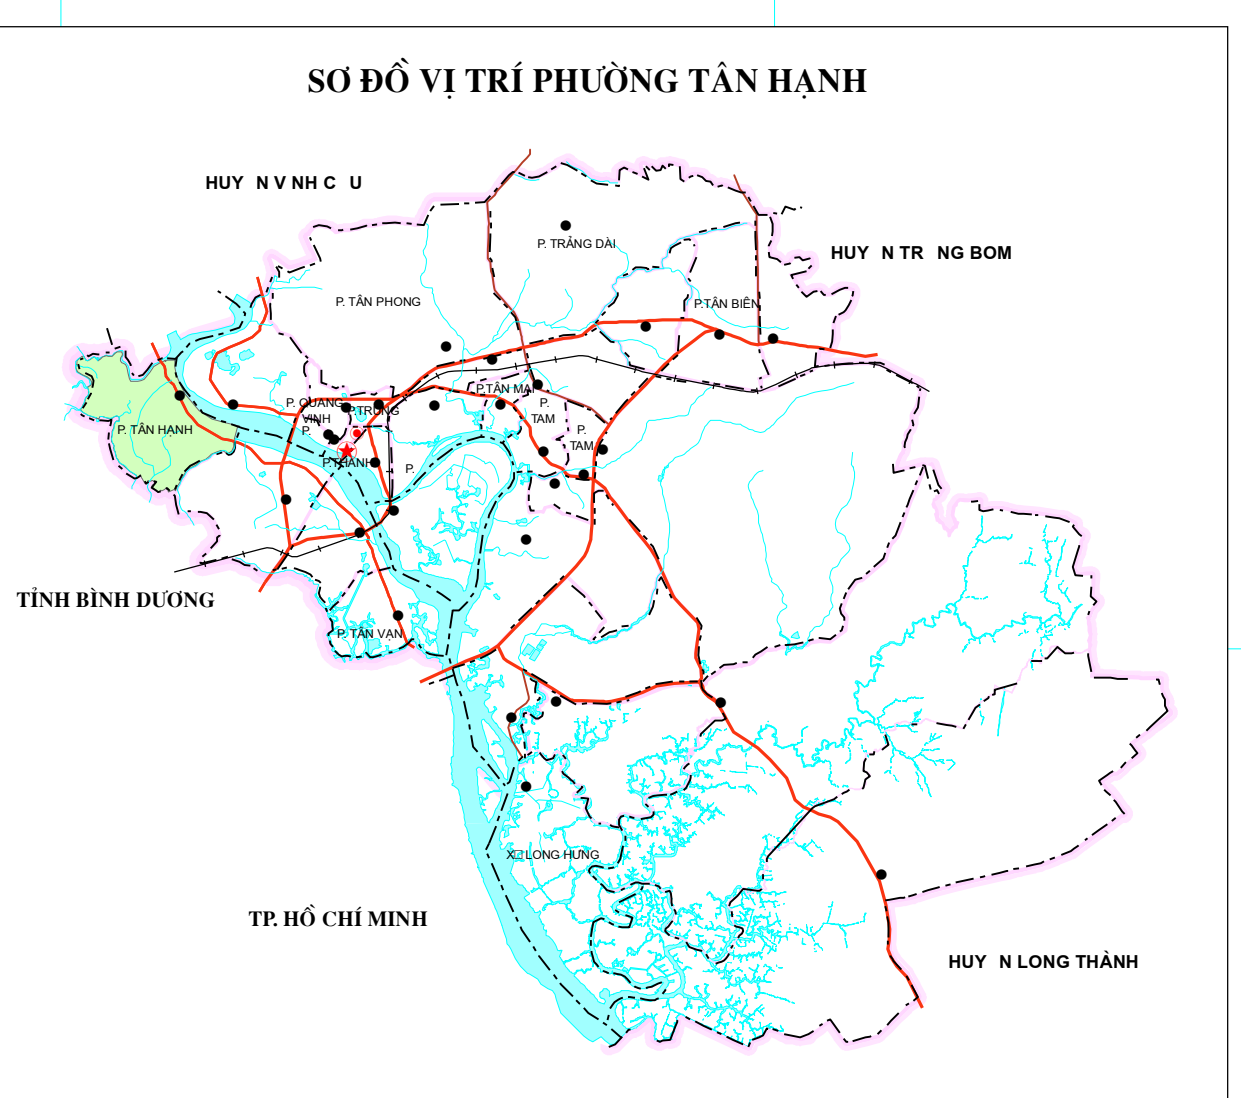 SƠ ĐỒ VỊ TRÍ PHƯỜNG TÂN HẠNH
HUY N V NH C U
P. TRẢNG DÀI
HUY N TR NG BOM
P. TÂN PHONG
P.TÂN BIÊN
P.TÂN MAI
P. QUANG
VINH
P.TRUNG
P.
TAM
P. TÂN HẠNH
P.
P.
TAM
P.THANH
P.
TỈNH BÌNH DƯƠNG
P. TÂN VẠN
X□ LONG HƯNG
TP. HỒ CHÍ MINH
HUY N LONG THÀNH